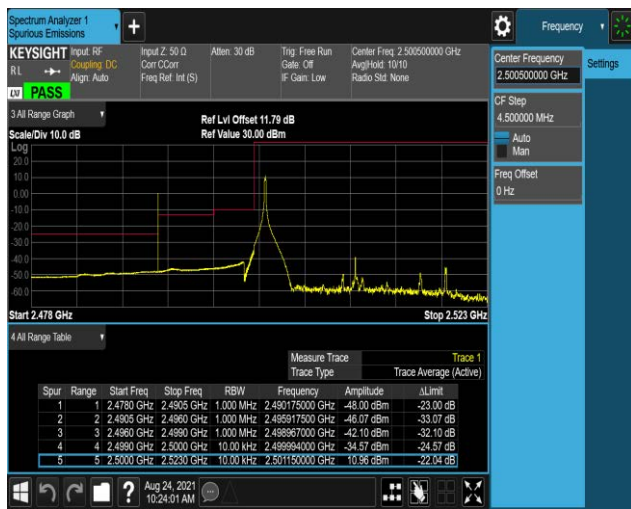 Spectrum Analyzer 1
Spurious Emissions
Frequency
KEYSIGHT Input: RF Input Z: 50 Ω Atten: 30 dB Trig: Free Run Center Freq: 2.500500000 GHz
RL Coupling: DC Corr CCorr Gate: Off Avg|Hold: 10/10
Align: Auto Freq Ref: Int (S) IF Gain: Low Radio Std: None
LXI PASS
Center Frequency
2.500500000 GHz
Settings
CF Step
4.500000 MHz
Auto
Man
Freq Offset
0 Hz
3 All Range Graph
Ref Lvl Offset 11.79 dB
Scale/Div 10.0 dB Ref Value 30.00 dBm
Log
20.0
10.0
0.00
-10.0
-20.0
-30.0
-40.0
-50.0
-60.0
Start 2.478 GHz Stop 2.523 GHz
4 All Range Table
Measure Trace Trace 1
Trace Type Trace Average (Active)
Spur Range Start Freq Stop Freq RBW Frequency Amplitude ΔLimit
1 1 2.4780 GHz 2.4905 GHz 1.000 MHz 2.490175000 GHz -48.00 dBm -23.00 dB
2 2 2.4905 GHz 2.4960 GHz 1.000 MHz 2.495917500 GHz -46.07 dBm -33.07 dB
3 3 2.4960 GHz 2.4990 GHz 1.000 MHz 2.498967000 GHz -42.10 dBm -32.10 dB
4 4 2.4990 GHz 2.5000 GHz 10.00 kHz 2.499994000 GHz -34.57 dBm -24.57 dB
5 5 2.5000 GHz 2.5230 GHz 10.00 kHz 2.501150000 GHz 10.96 dBm -22.04 dB
Aug 24, 2021
10:24:01 AM